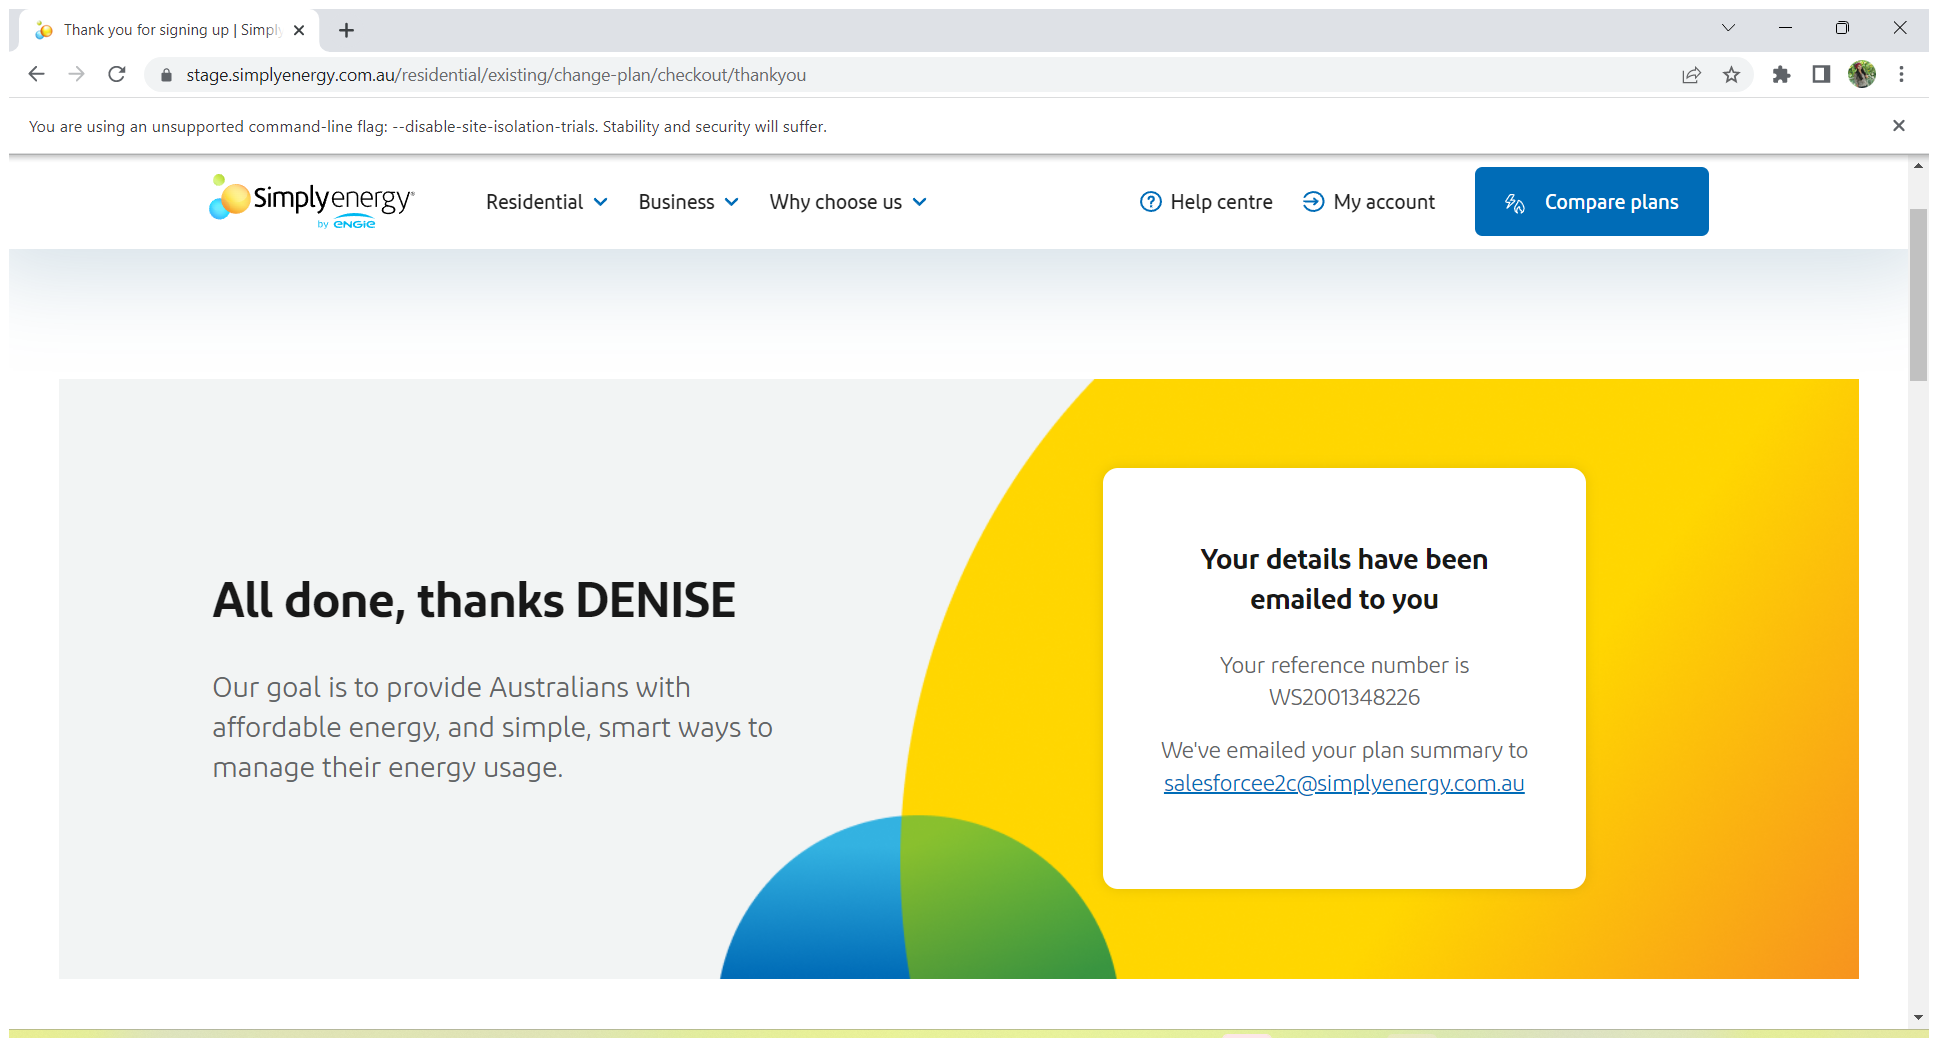 Thank you for signing up | Simply
stage.simplyenergy.com.au/residential/existing/change-plan/checkout/thankyou
You are using an unsupported command-line flag: --disable-site-isolation-trials. Stability and security will suffer.
Simplyenergy®
by ENGIE
Residential
Business
Why choose us
Help centre
My account
Compare plans
All done, thanks DENISE
Our goal is to provide Australians with
affordable energy, and simple, smart ways to
manage their energy usage.
Your details have been
emailed to you
Your reference number is
WS2001348226
We've emailed your plan summary to
salesforcee2c@simplyenergy.com.au